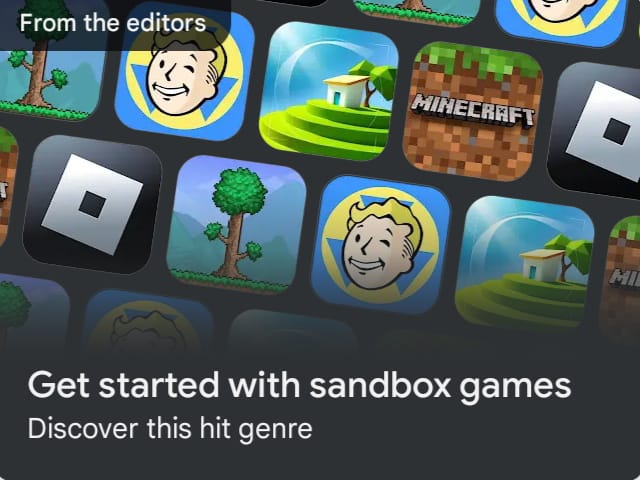 From the editors
MINECRAFT
Get started with sandbox games
Discover this hit genre